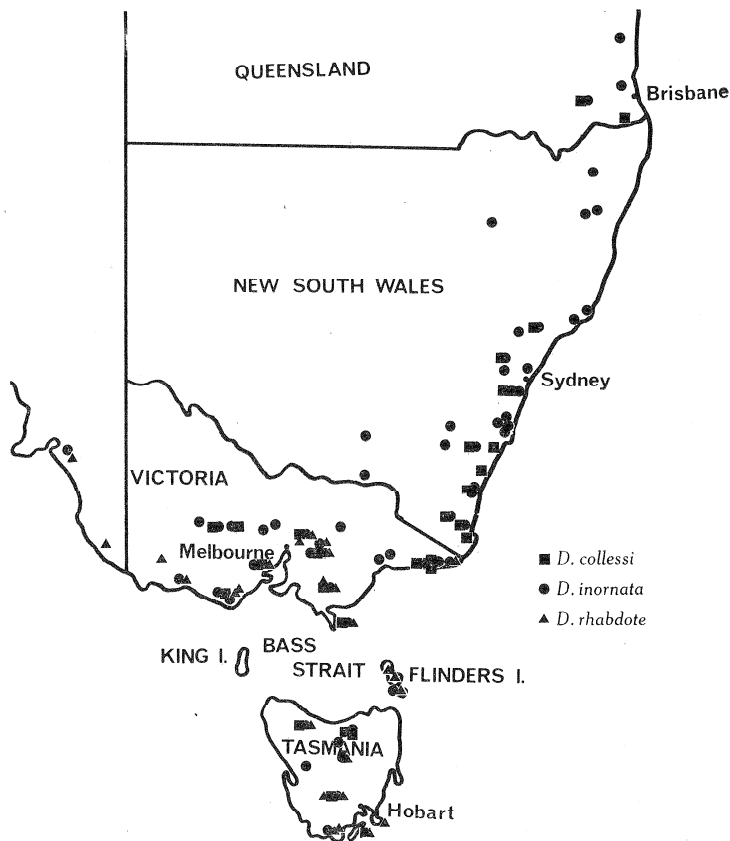 QUEENSLAND
Brisbane
NEW SOUTH WALES
Sydney
VICTORIA
Melbourne
D. collessi
D. inornata
D. rhabdote
KING I.
BASS
STRAIT
FLINDERS I.
TASMANIA
Hobart